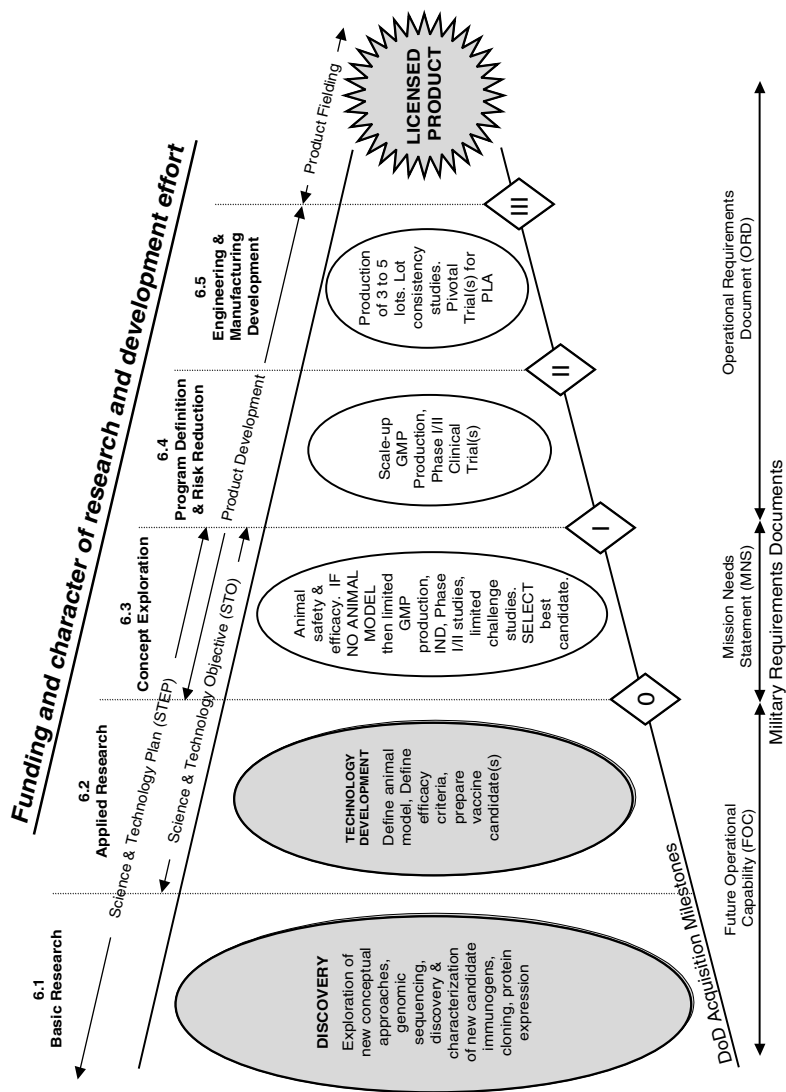 Funding and character of research and development effort
6.1
Basic Research
6.2
Applied Research
6.3
Concept Exploration
6.4
Program Definition
& Risk Reduction
6.5
Engineering &
Manufacturing
Development
Science & Technology Plan (STEP)
Science & Technology Objective (STO)
Product Development
Product Fielding
DISCOVERY
Exploration of
new conceptual
approaches,
genomic
sequencing,
discovery &
characterization
of new candidate
immunogens,
cloning, protein
expression
TECHNOLOGY
DEVELOPMENT
Define animal
model, Define
efficacy
criteria,
prepare
vaccine
candidate(s)
Animal
safety &
efficacy. IF
NO ANIMAL
MODEL
then limited
GMP
production,
IND, Phase
I/II studies,
limited
challenge
studies.
SELECT
best
candidate.
Scale-up
GMP
Production,
Phase I/II
Clinical
Trial(s)
Production
of 3 to 5
lots. Lot
consistency
studies.
Pivotal
Trial(s) for
PLA
LICENSED
PRODUCT
DoD Acquisition Milestones
0
I
II
III
Future Operational
Capability (FOC)
Mission Needs
Statement (MNS)
Operational Requirements
Document (ORD)
Military Requirements Documents